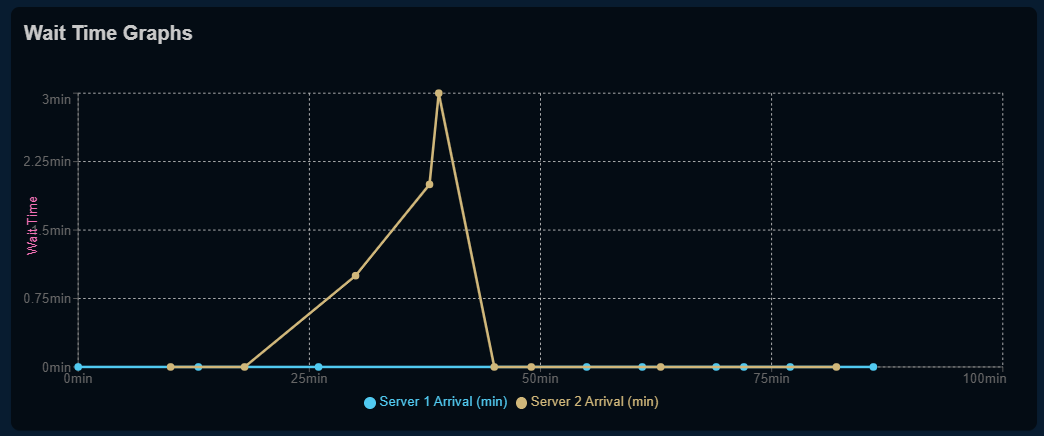 Wait Time Graphs
3min
2.25min
Wait Time
.5min
0.75min
0min
0min 25min 50min 75min 100min
Server 1 Arrival (min) Server 2 Arrival (min)